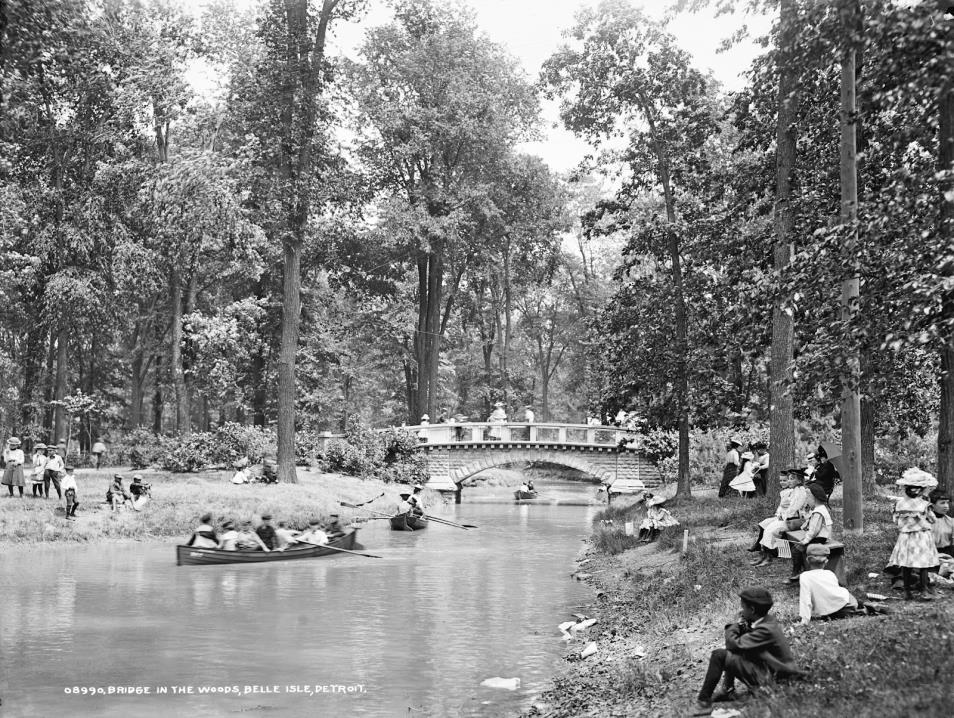 08990, BRIDGE IN THE WOODS, BELLE ISLE, DETROIT.